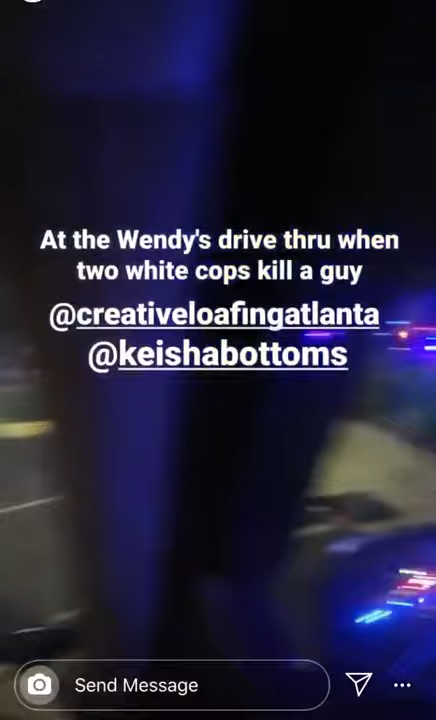 At the Wendy's drive thru when
two white cops kill a guy
@creativeloafingatlanta
@keishabottoms
Send Message